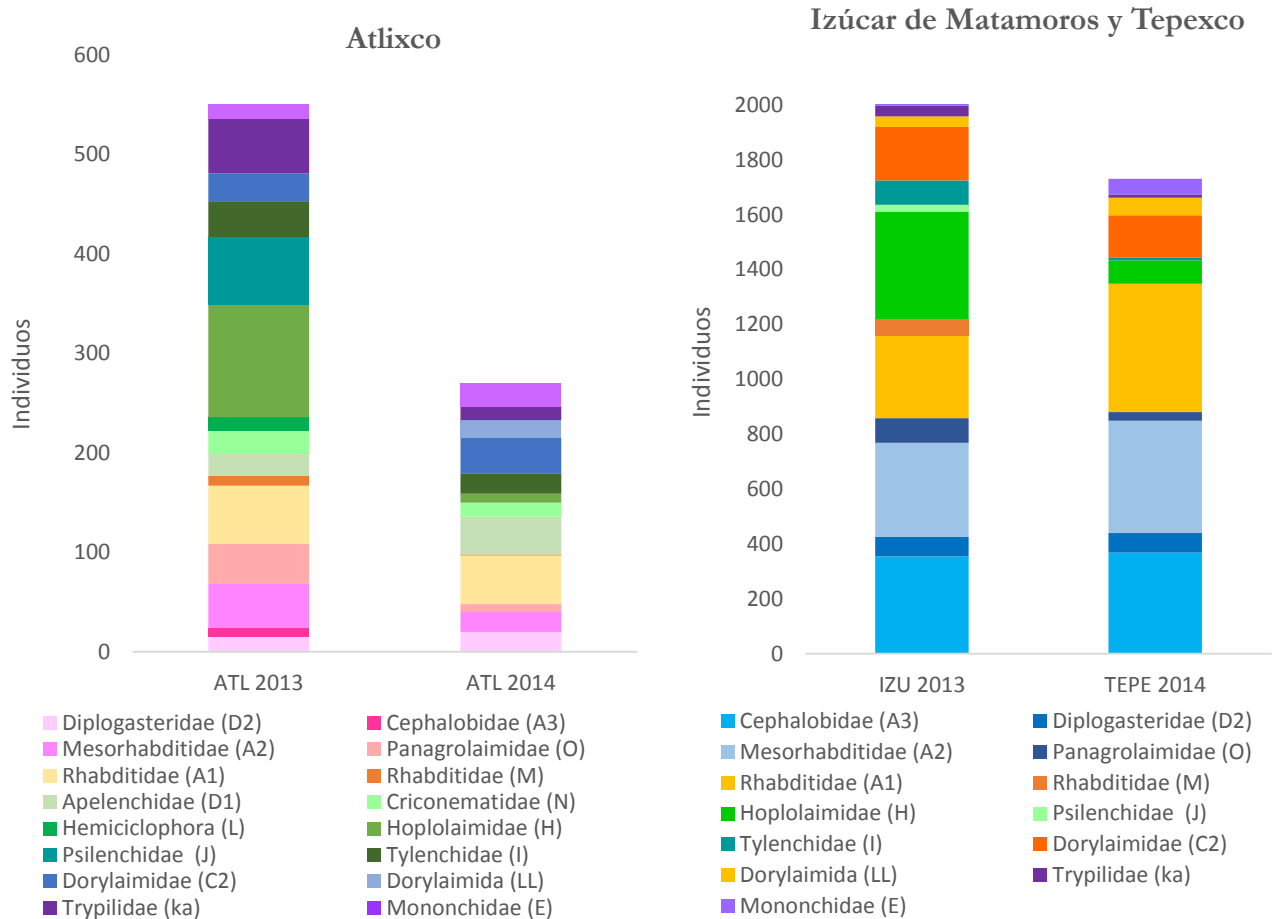 Atlixco
600
500
400
300
200
100
0
Individuos
ATL 2013 ATL 2014
Diplogasteridae (D2) Cephalobidae (A3)
Mesorhabditidae (A2) Panagrolaimidae (O)
Rhabditidae (A1) Rhabditidae (M)
Apelenchidae (D1) Criconematidae (N)
Hemiciclophora (L) Hoplolaimidae (H)
Psilenchidae (J) Tylenchidae (I)
Dorylaimidae (C2) Dorylaimida (LL)
Trypilidae (ka) Mononchidae (E)
Izúcar de Matamoros y Tepexco
2000
1800
1600
1400
1200
1000
800
600
400
200
0
Individuos
IZU 2013 TEPE 2014
Cephalobidae (A3) Diplogasteridae (D2)
Mesorhabditidae (A2) Panagrolaimidae (O)
Rhabditidae (A1) Rhabditidae (M)
Hoplolaimidae (H) Psilenchidae (J)
Tylenchidae (I) Dorylaimidae (C2)
Dorylaimida (LL) Trypilidae (ka)
Mononchidae (E)